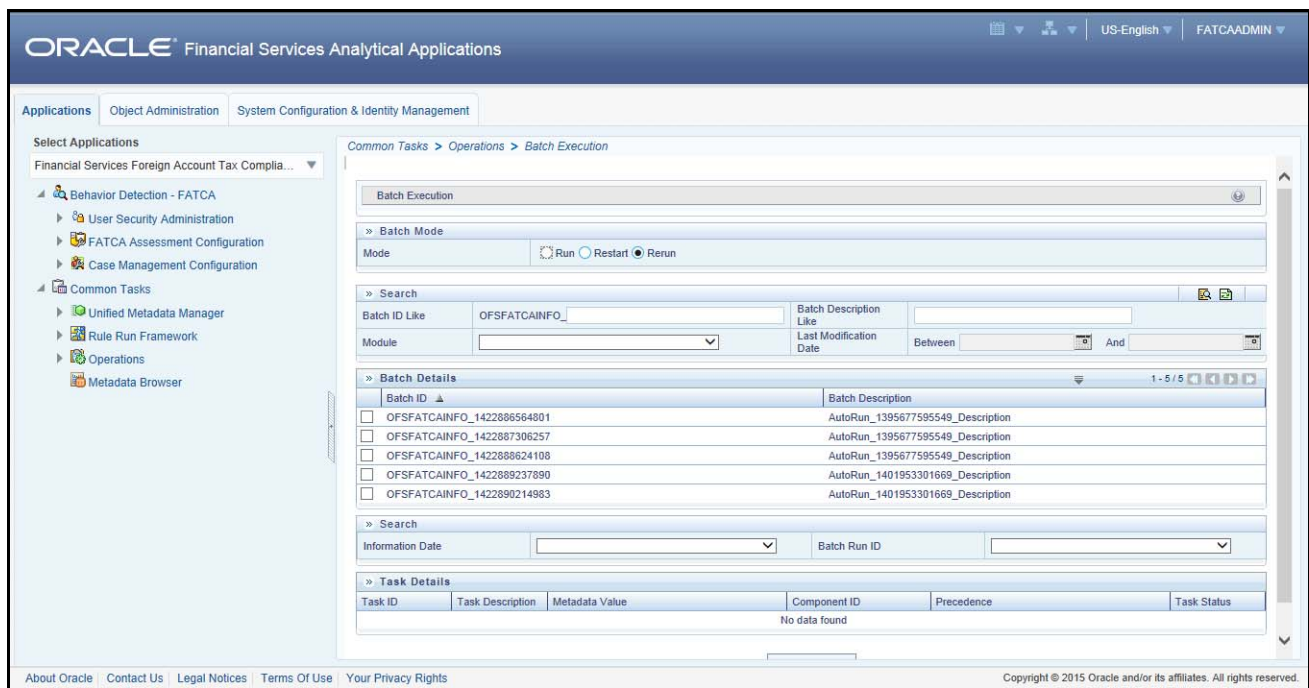 ORACLE® Financial Services Analytical Applications
US-English
FATCAADMIN
Applications
Object Administration
System Configuration & Identity Management
Select Applications
Financial Services Foreign Account Tax Complia...
Behavior Detection - FATCA
User Security Administration
FATCA Assessment Configuration
Case Management Configuration
Common Tasks
Unified Metadata Manager
Rule Run Framework
Operations
Metadata Browser
Common Tasks > Operations > Batch Execution
Batch Execution
» Batch Mode
Mode Run Restart Rerun
» Search
Batch ID Like OFSFATCAINFO_ Batch Description Like
Module Last Modification Date Between And
» Batch Details 1 - 5 / 5
Batch ID Batch Description
OFSFATCAINFO_1422886564801 AutoRun_1395677595549_Description
OFSFATCAINFO_1422887306257 AutoRun_1395677595549_Description
OFSFATCAINFO_1422888624108 AutoRun_1395677595549_Description
OFSFATCAINFO_1422889237890 AutoRun_1401953301669_Description
OFSFATCAINFO_1422890214983 AutoRun_1401953301669_Description
» Search
Information Date Batch Run ID
» Task Details
Task ID Task Description Metadata Value Component ID Precedence Task Status
No data found
About Oracle Contact Us Legal Notices Terms Of Use Your Privacy Rights
Copyright © 2015 Oracle and/or its affiliates. All rights reserved.